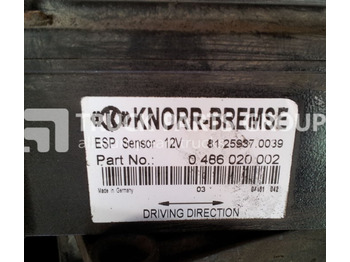 KNORR-BREMSE
ESP Sensor 12V 81.25937.0039
Part No.: 0 486 020 002
Made in Germany 03
DRIVING DIRECTION